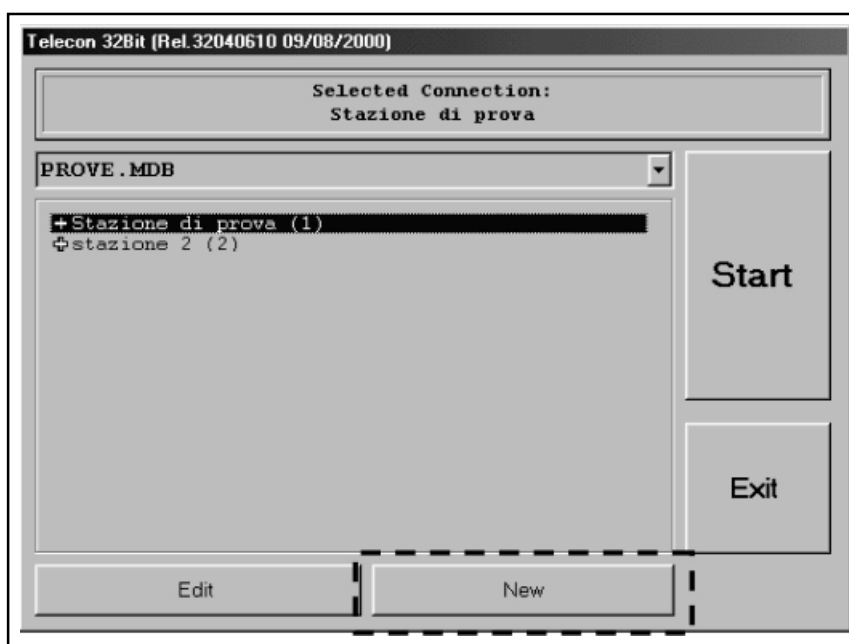 Telecon 32Bit (Rel.32040610 09/08/2000)
Selected Connection:
Stazione di prova
PROVE.MDB
+Stazione di prova (1)
stazione 2 (2)
Start
Exit
Edit
New